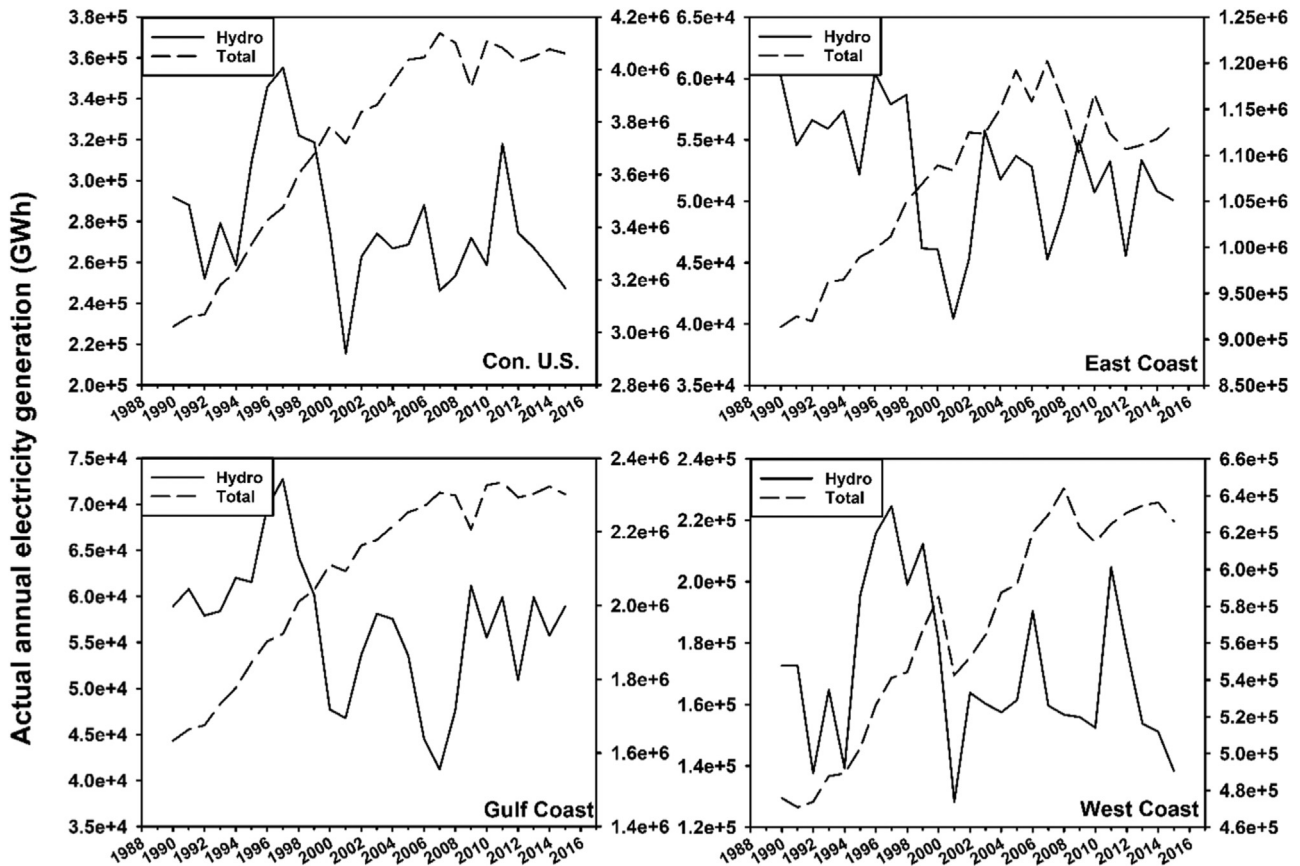 Actual annual electricity generation (GWh)
3.8e+5
3.6e+5
3.4e+5
3.2e+5
3.0e+5
2.8e+5
2.6e+5
2.4e+5
2.2e+5
2.0e+5
Hydro
Total
4.2e+6
4.0e+6
3.8e+6
3.6e+6
3.4e+6
3.2e+6
3.0e+6
2.8e+6
Con. U.S.
1988 1990 1992 1994 1996 1998 2000 2002 2004 2006 2008 2010 2012 2014 2016
6.5e+4
6.0e+4
5.5e+4
5.0e+4
4.5e+4
4.0e+4
3.5e+4
Hydro
Total
1.25e+6
1.20e+6
1.15e+6
1.10e+6
1.05e+6
1.00e+6
9.50e+5
9.00e+5
8.50e+5
East Coast
1988 1990 1992 1994 1996 1998 2000 2002 2004 2006 2008 2010 2012 2014 2016
7.5e+4
7.0e+4
6.5e+4
6.0e+4
5.5e+4
5.0e+4
4.5e+4
4.0e+4
3.5e+4
Hydro
Total
2.4e+6
2.2e+6
2.0e+6
1.8e+6
1.6e+6
1.4e+6
Gulf Coast
1988 1990 1992 1994 1996 1998 2000 2002 2004 2006 2008 2010 2012 2014 2016
2.4e+5
2.2e+5
2.0e+5
1.8e+5
1.6e+5
1.4e+5
1.2e+5
Hydro
Total
6.6e+5
6.4e+5
6.2e+5
6.0e+5
5.8e+5
5.6e+5
5.4e+5
5.2e+5
5.0e+5
4.8e+5
4.6e+5
West Coast
1988 1990 1992 1994 1996 1998 2000 2002 2004 2006 2008 2010 2012 2014 2016